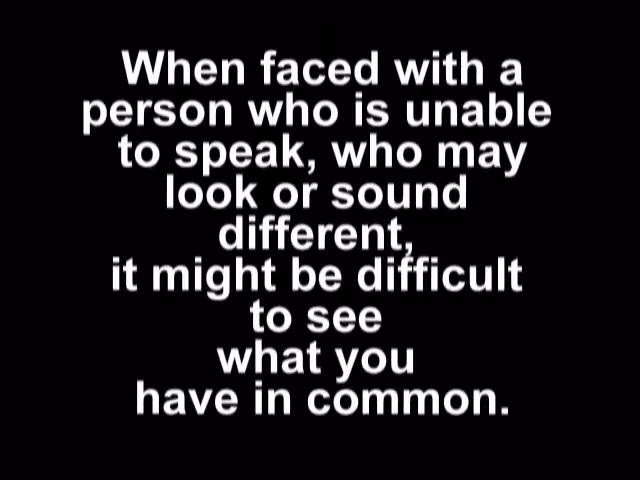 When faced with a
person who is unable
to speak, who may
look or sound
different,
it might be difficult
to see
what you
have in common.